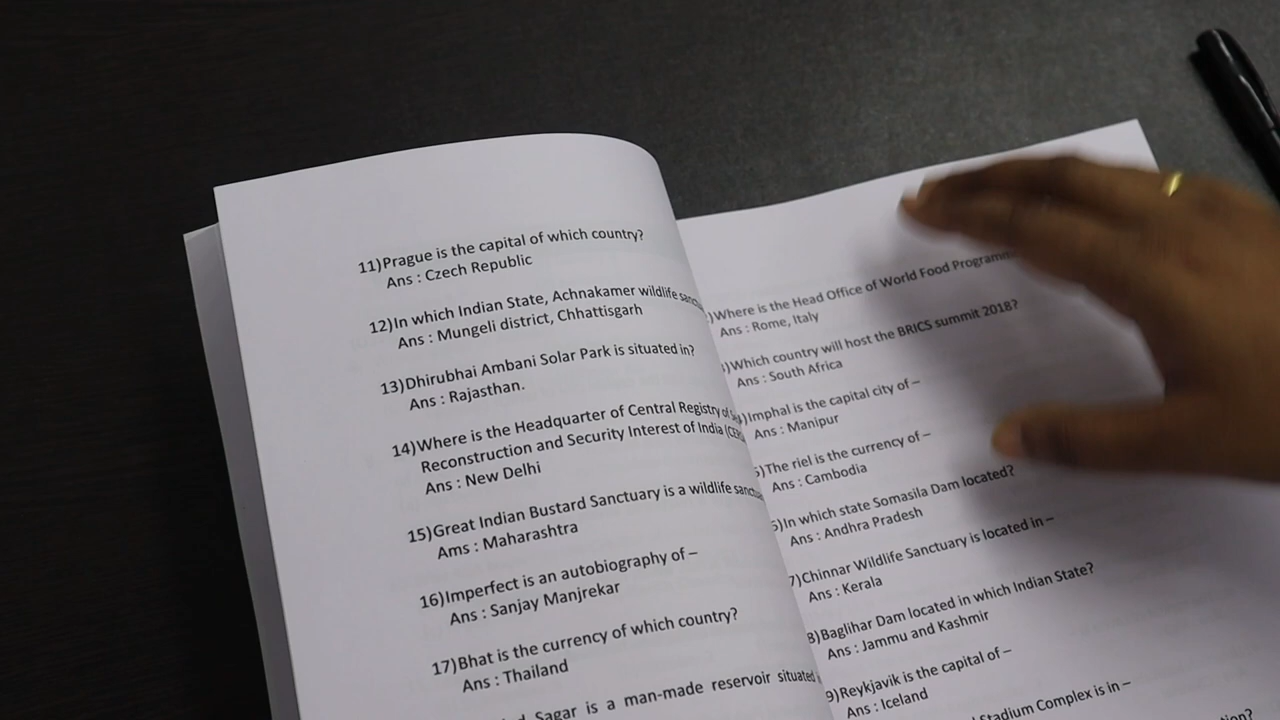 11)Prague is the capital of which country?
Ans : Czech Republic
12)In which Indian State, Achnakamer wildlife
Ans : Mungeli district, Chhattisgarh
13)Dhirubhai Ambani Solar Park is situated in?
Ans : Rajasthan.
14)Where is the Headquarter of Central Registry of
Reconstruction and Security Interest of India
Ans : New Delhi
15)Great Indian Bustard Sanctuary is a wildlife
Ams : Maharashtra
16)Imperfect is an autobiography of –
Ans : Sanjay Manjrekar
17)Bhat is the currency of which country?
Ans : Thailand
Sagar is a man-made reservoir situated
)Where is the Head Office of World Food
Ans : Rome, Italy
)Which country will host the BRICS summit 2018?
Ans : South Africa
)Imphal is the capital city of –
Ans : Manipur
)The riel is the currency of –
Ans : Cambodia
)In which state Somasila Dam located?
Ans : Andhra Pradesh
7)Chinnar Wildlife Sanctuary is located in –
Ans : Kerala
8)Baglihar Dam located in which Indian State?
Ans : Jammu and Kashmir
9)Reykjavik is the capital of –
Ans : Iceland
Stadium Complex is in –